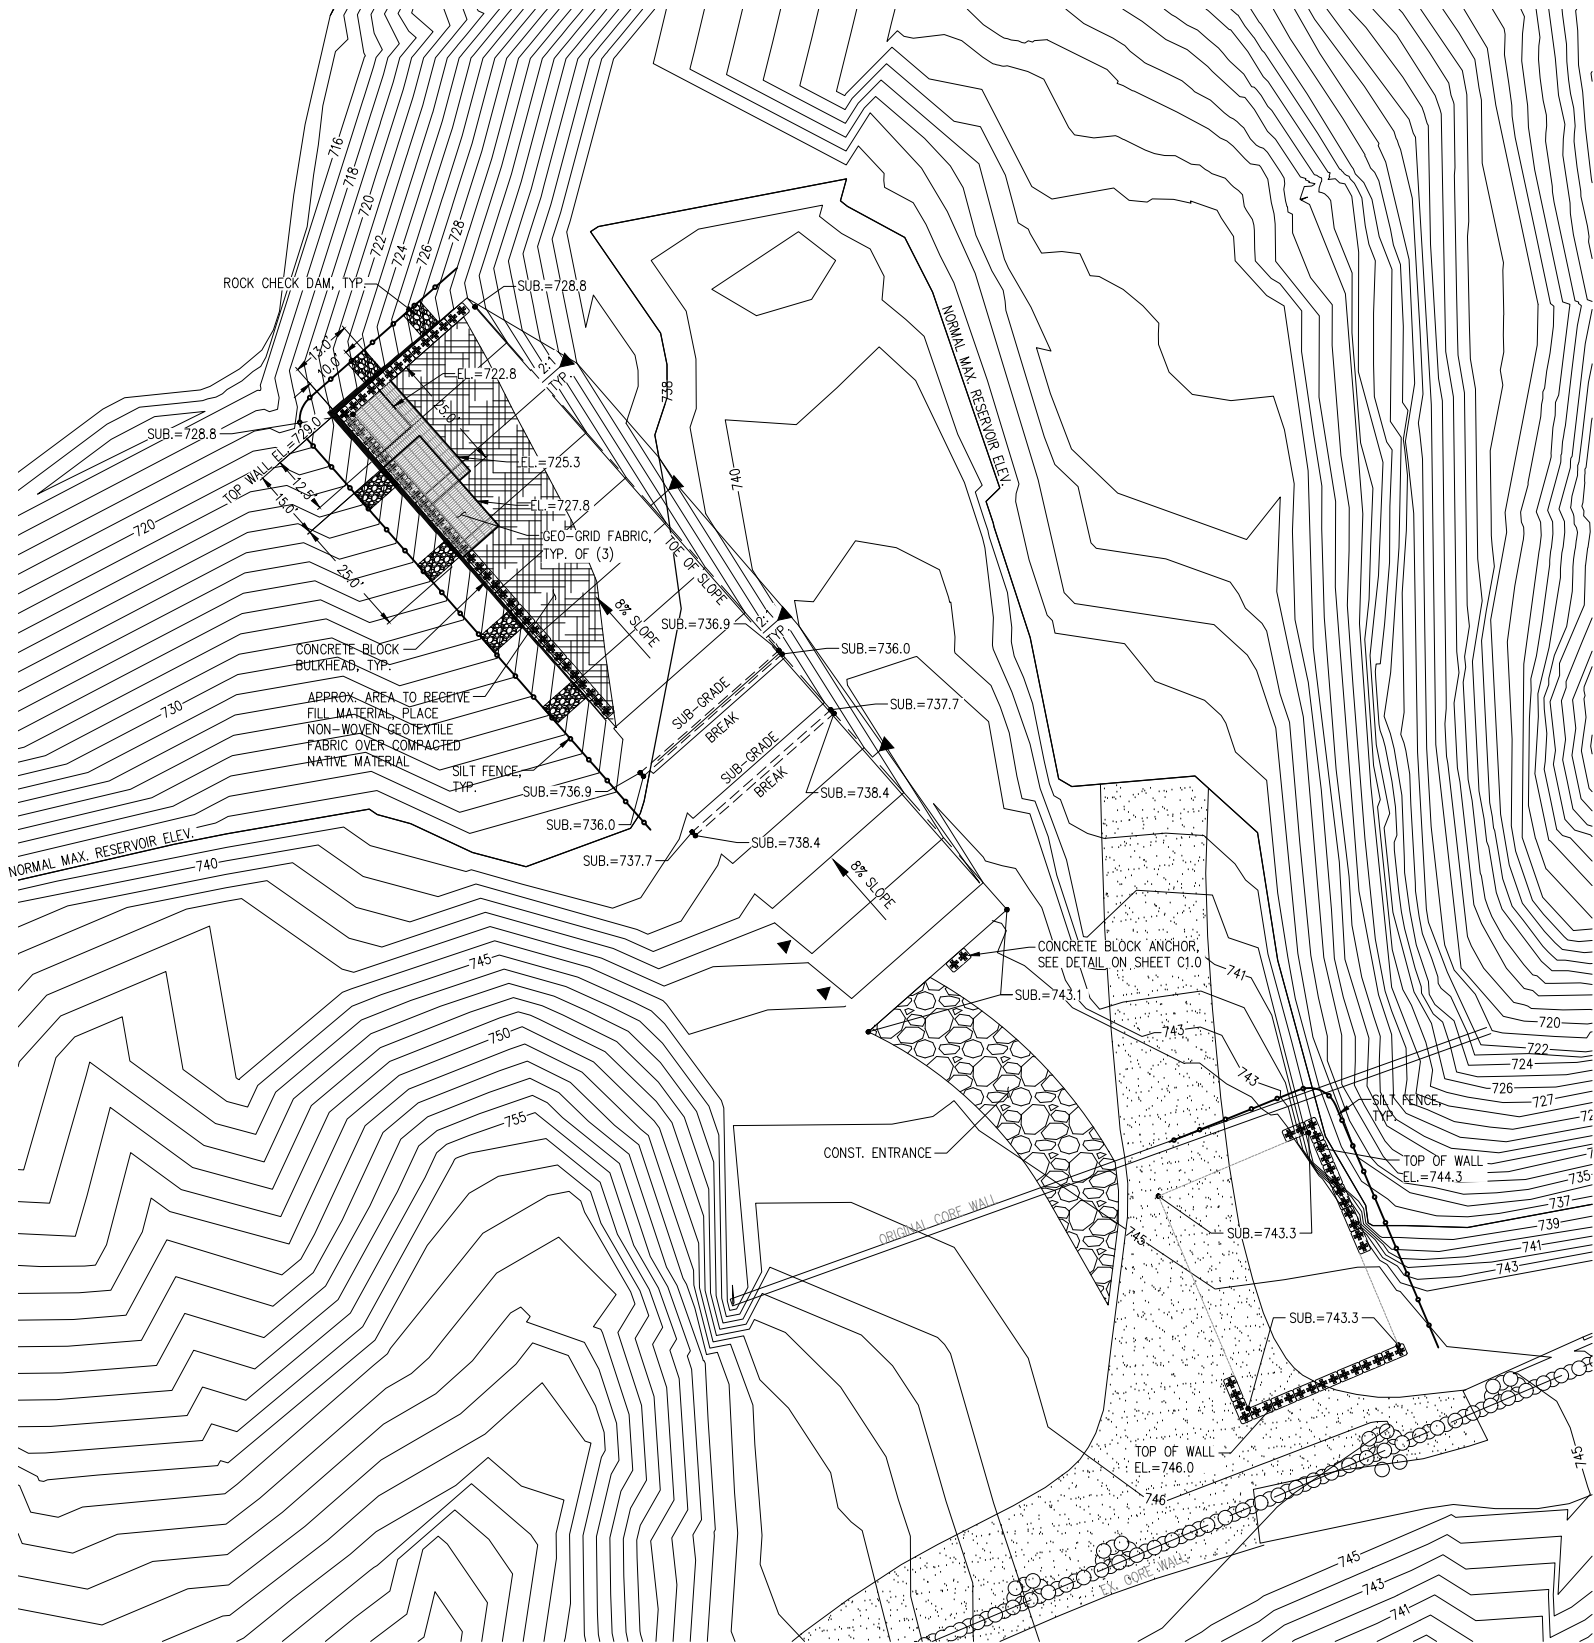 716
718
720
722
724
726
728
ROCK CHECK DAM, TYP.
SUB.=728.8
13.0'
10.0'
EL.=722.8
25.0'
2:1
TYP.
738
NORMAL MAX. RESERVOIR ELEV.
SUB.=728.8
TOP WALL EL.=729.0
12.5'
15.0'
25.0'
EL.=725.3
EL.=727.8
740
720
GEO-GRID FABRIC,
TYP. OF (3)
TOE OF SLOPE
8% SLOPE
SUB.=736.9
2:1
TYP.
SUB.=736.0
CONCRETE BLOCK
BULKHEAD, TYP.
730
APPROX. AREA TO RECEIVE
FILL MATERIAL, PLACE
NON-WOVEN GEOTEXTILE
FABRIC OVER COMPACTED
NATIVE MATERIAL
SUB-GRADE
BREAK
SUB.=737.7
SILT FENCE,
TYP.
SUB.=736.9
SUB-GRADE
BREAK
SUB.=738.4
SUB.=736.0
SUB.=738.4
SUB.=737.7
NORMAL MAX. RESERVOIR ELEV.
740
8% SLOPE
CONCRETE BLOCK ANCHOR,
SEE DETAIL ON SHEET C1.0
741
745
SUB.=743.1
743
750
743
720
722
724
726
727
SILT FENCE,
TYP.
755
CONST. ENTRANCE
TOP OF WALL
EL.=744.3
735
737
739
741
743
ORIGINAL CORE WALL
745
SUB.=743.3
SUB.=743.3
TOP OF WALL
EL.=746.0
746
745
EX. CORE WALL
745
743
741